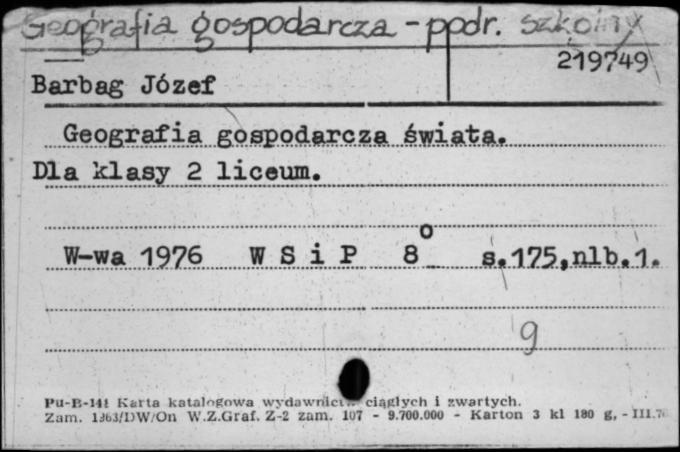 Geografia gospodarcza - podr. szkolny
219749
Barbag Józef
Geografia gospodarcza świata.
Dla klasy 2 liceum.
W-wa 1976 W S i P 8° s.175,nlb.1.
9
Pu-B-141 Karta katalogowa wydawnictw ciągłych i zwartych.
Zam. 1363/DW/On W.Z.Graf. Z-2 zam. 107 - 9.700.000 - Karton 3 kl 180 g, - III.